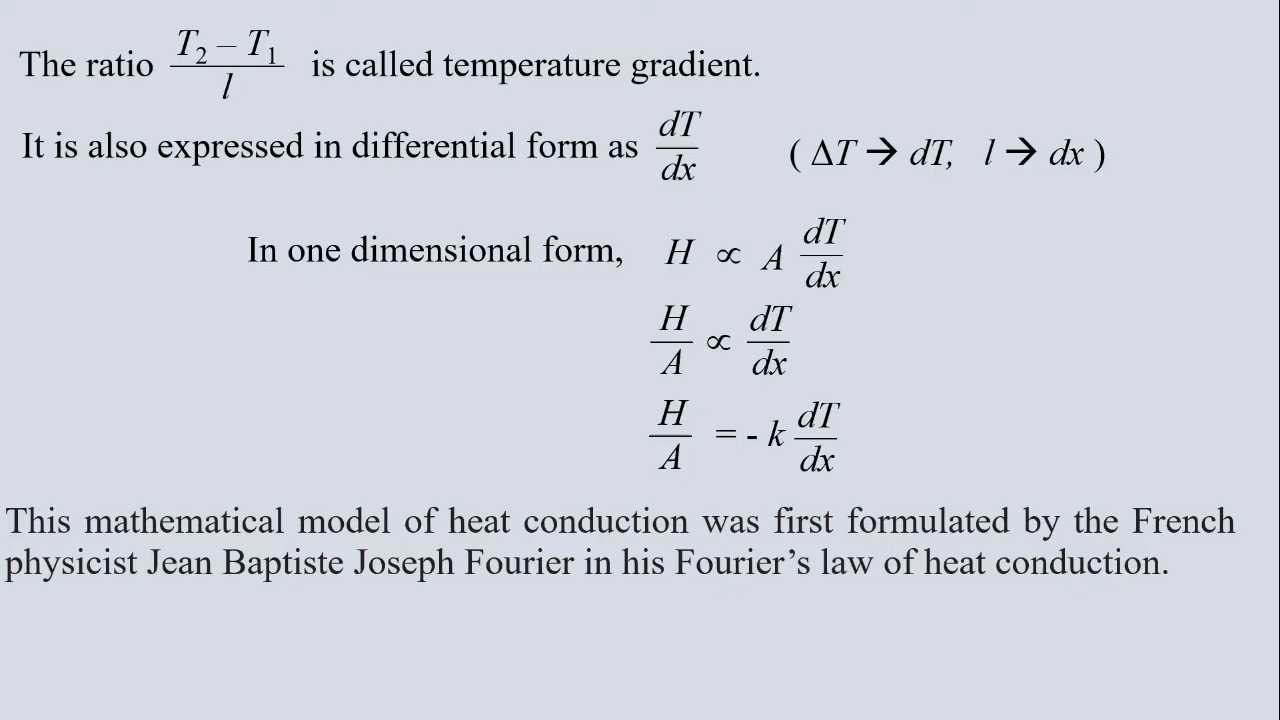 The ratio (T₂ – T₁)/l is called temperature gradient.
It is also expressed in differential form as dT/dx ( ΔT → dT, l → dx )
In one dimensional form, H ∝ A dT/dx
H/A ∝ dT/dx
H/A = - k dT/dx
This mathematical model of heat conduction was first formulated by the French
physicist Jean Baptiste Joseph Fourier in his Fourier’s law of heat conduction.